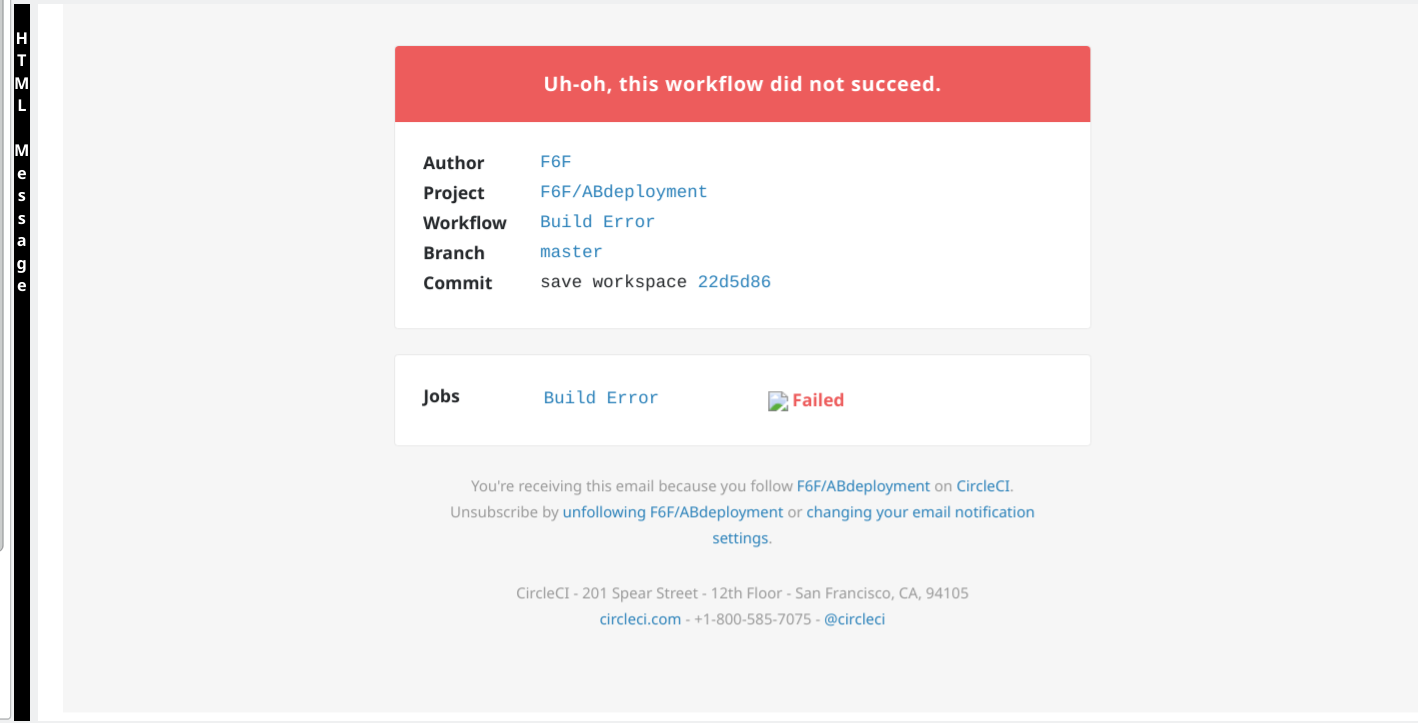 HTML Message
Uh-oh, this workflow did not succeed.
Author F6F
Project F6F/ABdeployment
Workflow Build Error
Branch master
Commit save workspace 22d5d86
Jobs Build Error Failed
You're receiving this email because you follow F6F/ABdeployment on CircleCI.
Unsubscribe by unfollowing F6F/ABdeployment or changing your email notification
settings.
CircleCI - 201 Spear Street - 12th Floor - San Francisco, CA, 94105
circleci.com - +1-800-585-7075 - @circleci